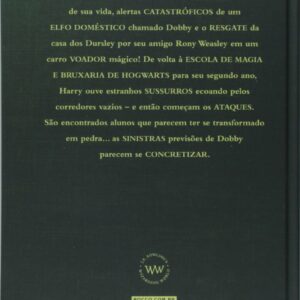 de sua vida, alertas CATASTRÓFICOS de um
ELFO DOMÉSTICO chamado Dobby e o RESGATE da
casa dos Dursley por seu amigo Rony Weasley em um
carro VOADOR mágico! De volta à ESCOLA DE MAGIA
E BRUXARIA DE HOGWARTS para seu segundo ano,
Harry ouve estranhos SUSSURROS ecoando pelos
corredores vazios – e então começam os ATAQUES.
São encontrados alunos que parecem ter se transformado
em pedra... as SINISTRAS previsões de Dobby
parecem se CONCRETIZAR.
J.K. ROWLING'S
WW
WIZARDING WORLD